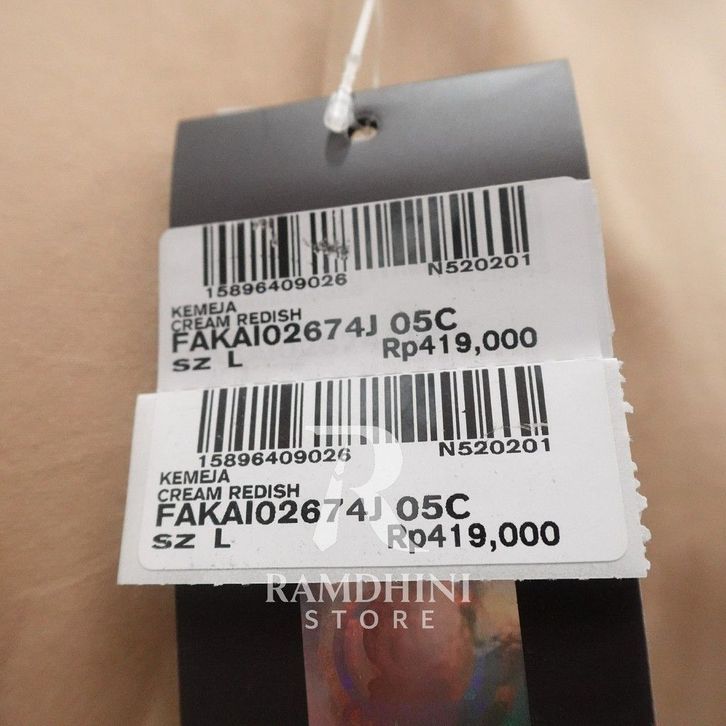 15896409026 N520201
KEMEJA
CREAM REDISH
FAKAI02674J 05C
SZ L Rp419,000
15896409026 N520201
KEMEJA
CREAM REDISH
FAKAI02674J 05C
SZ L Rp419,000
RAMDHINI
STORE